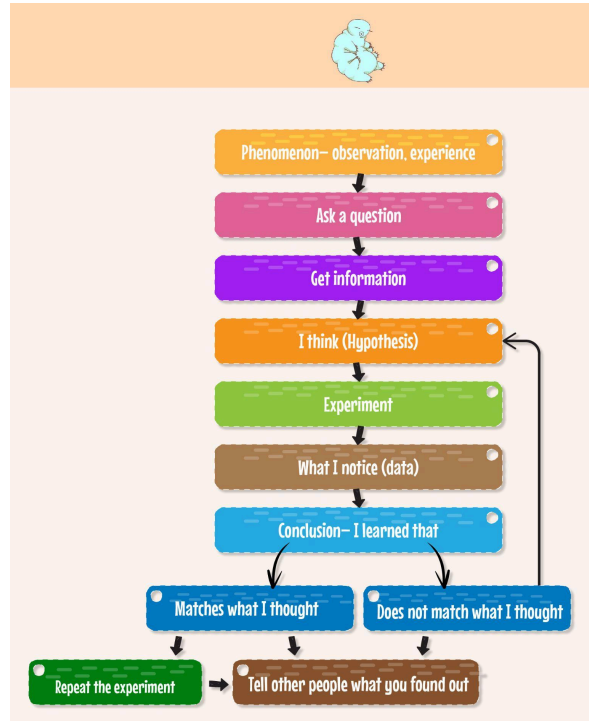 Phenomenon– observation, experience
Ask a question
Get information
I think (Hypothesis)
Experiment
What I notice (data)
Conclusion– I learned that
Matches what I thought
Does not match what I thought
Repeat the experiment
Tell other people what you found out